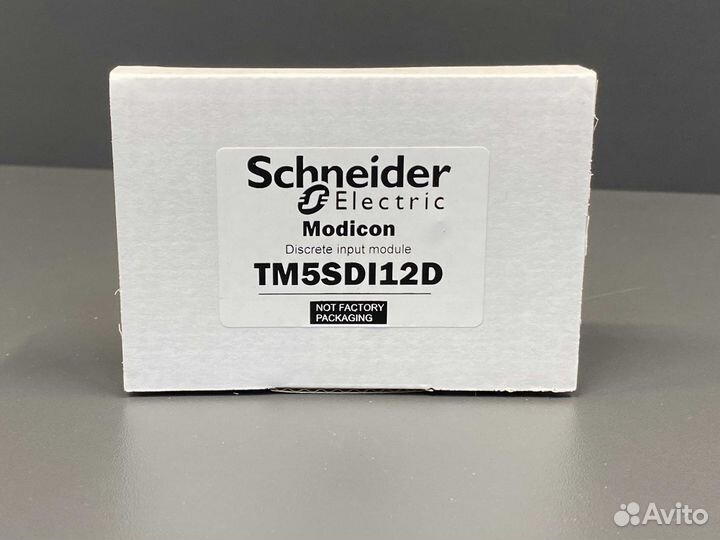 Schneider
Electric
Modicon
Discrete input module
TM5SDI12D
NOT FACTORY
PACKAGING
Avito